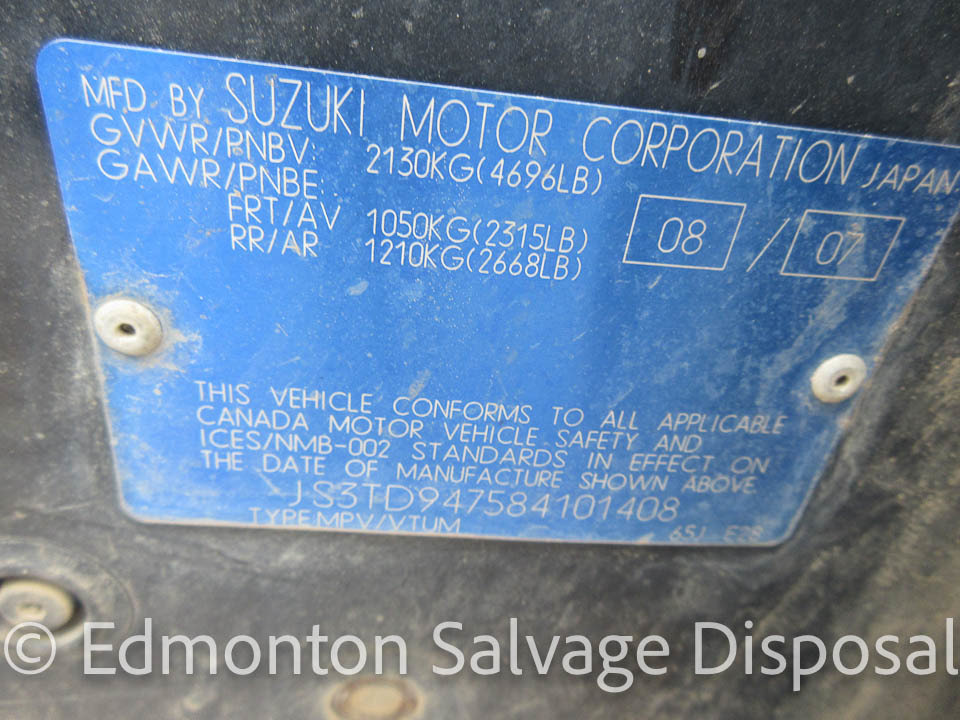 MFD. BY SUZUKI MOTOR CORPORATION JAPAN
GVWR/PNBV: 2130KG(4696LB)
GAWR/PNBE:
FRT/AV 1050KG(2315LB) 08 / 07
RR/AR 1210KG(2668LB)
THIS VEHICLE CONFORMS TO ALL APPLICABLE
CANADA MOTOR VEHICLE SAFETY AND
ICES/NMB-002 STANDARDS IN EFFECT ON
THE DATE OF MANUFACTURE SHOWN ABOVE.
JS3TD947584101408
TYPE:MPV/VTUM 65J E28
© Edmonton Salvage Disposal